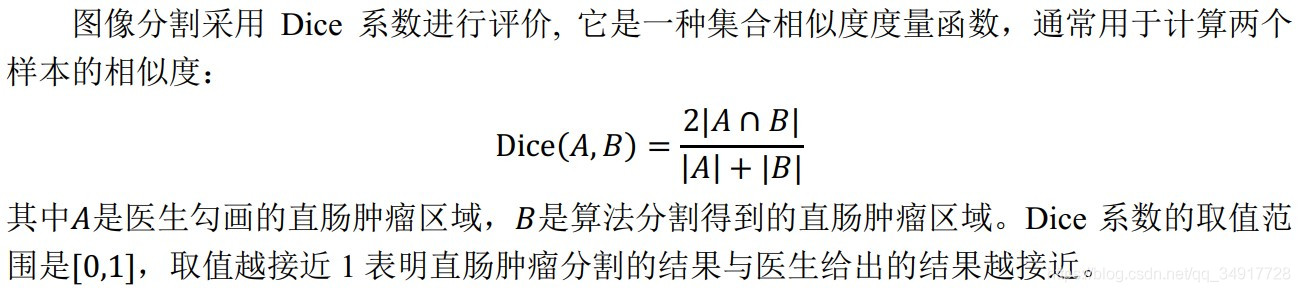 图像分割采用 Dice 系数进行评价, 它是一种集合相似度度量函数，通常用于计算两个
样本的相似度：
Dice(A, B) = 2|A ∩ B| / |A| + |B|
其中A是医生勾画的直肠肿瘤区域，B是算法分割得到的直肠肿瘤区域。Dice 系数的取值范
围是[0,1]，取值越接近 1 表明直肠肿瘤分割的结果与医生给出的结果越接近。
https://blog.csdn.net/qq_34917728